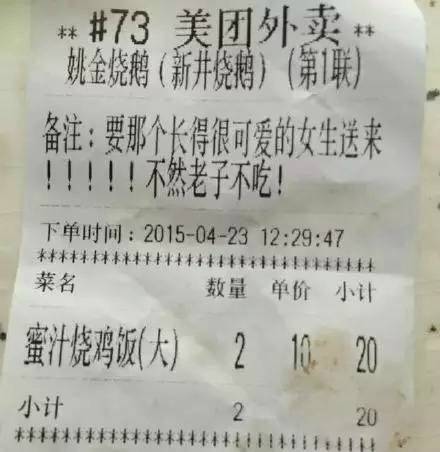 ** #73 美团外卖 **
姚金烧鹅(新井烧鹅)(第1联)
备注:要那个长得很可爱的女生送来
!!!!!不然老子不吃!
下单时间:2015-04-23 12:29:47
********************************
菜名 数量 单价 小计
蜜汁烧鸡饭(大) 2 10 20
小计 2 20
********************************